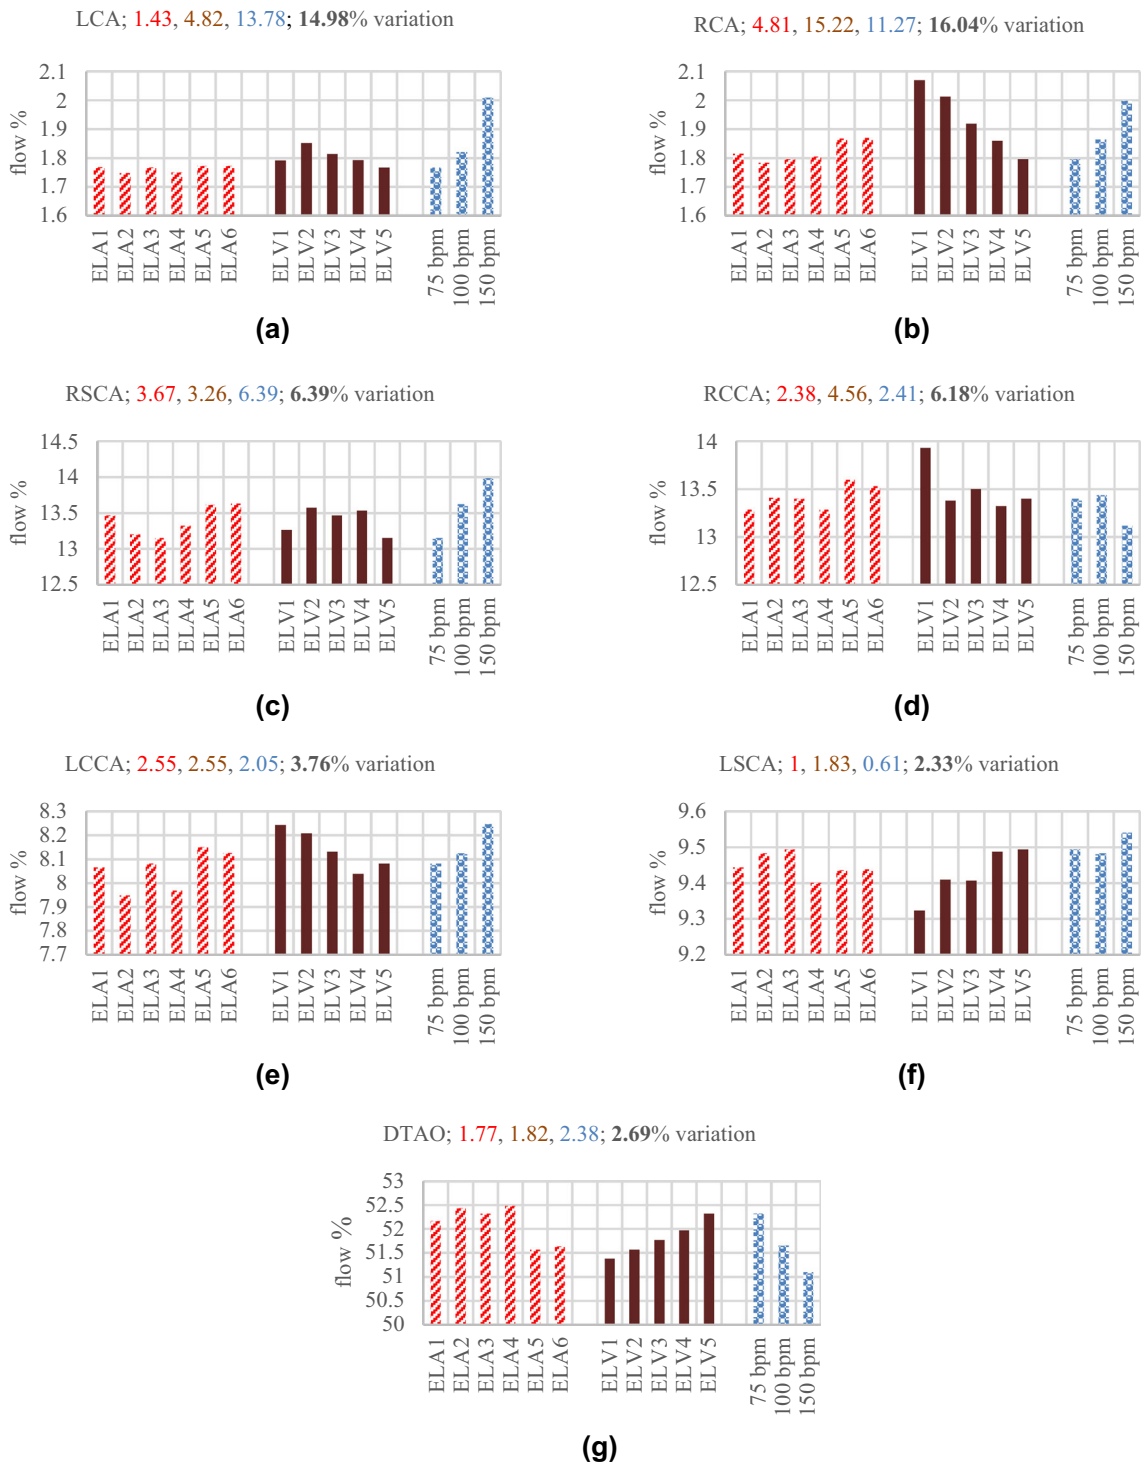 LCA; 1.43, 4.82, 13.78; 14.98% variation
flow %
2.1
2
1.9
1.8
1.7
1.6
ELA1 ELA2 ELA3 ELA4 ELA5 ELA6 ELV1 ELV2 ELV3 ELV4 ELV5 75 bpm 100 bpm 150 bpm
(a)
RCA; 4.81, 15.22, 11.27; 16.04% variation
flow %
2.1
2
1.9
1.8
1.7
1.6
ELA1 ELA2 ELA3 ELA4 ELA5 ELA6 ELV1 ELV2 ELV3 ELV4 ELV5 75 bpm 100 bpm 150 bpm
(b)
RSCA; 3.67, 3.26, 6.39; 6.39% variation
flow %
14.5
14
13.5
13
12.5
ELA1 ELA2 ELA3 ELA4 ELA5 ELA6 ELV1 ELV2 ELV3 ELV4 ELV5 75 bpm 100 bpm 150 bpm
(c)
RCCA; 2.38, 4.56, 2.41; 6.18% variation
flow %
14
13.5
13
12.5
ELA1 ELA2 ELA3 ELA4 ELA5 ELA6 ELV1 ELV2 ELV3 ELV4 ELV5 75 bpm 100 bpm 150 bpm
(d)
LCCA; 2.55, 2.55, 2.05; 3.76% variation
flow %
8.3
8.2
8.1
8
7.9
7.8
7.7
ELA1 ELA2 ELA3 ELA4 ELA5 ELA6 ELV1 ELV2 ELV3 ELV4 ELV5 75 bpm 100 bpm 150 bpm
(e)
LSCA; 1, 1.83, 0.61; 2.33% variation
flow %
9.6
9.5
9.4
9.3
9.2
ELA1 ELA2 ELA3 ELA4 ELA5 ELA6 ELV1 ELV2 ELV3 ELV4 ELV5 75 bpm 100 bpm 150 bpm
(f)
DTAO; 1.77, 1.82, 2.38; 2.69% variation
flow %
53
52.5
52
51.5
51
50.5
50
ELA1 ELA2 ELA3 ELA4 ELA5 ELA6 ELV1 ELV2 ELV3 ELV4 ELV5 75 bpm 100 bpm 150 bpm
(g)